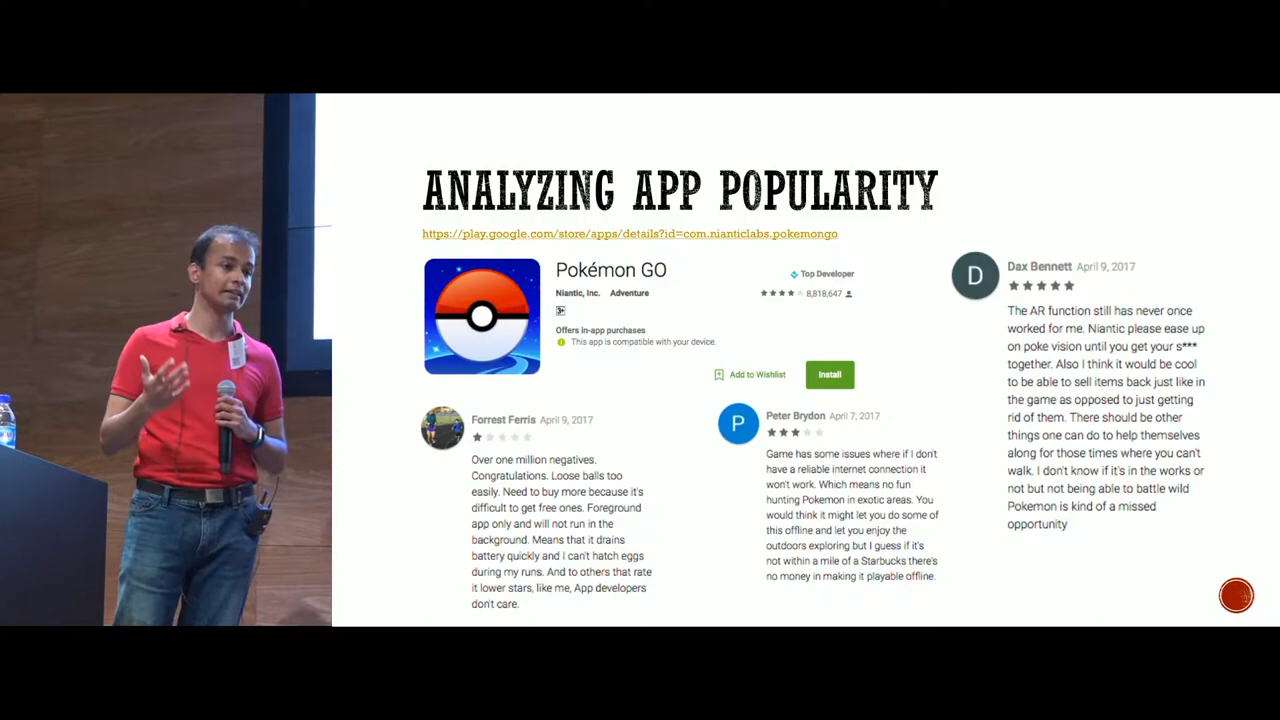 ANALYZING APP POPULARITY
https://play.google.com/store/apps/details?id=com.nianticlabs.pokemongo
Pokémon GO
Top Developer
Niantic, Inc. Adventure
8,818,647
3+
Offers in-app purchases
This app is compatible with your device.
Add to Wishlist
Install
Forrest Ferris April 9, 2017
Over one million negatives.
Congratulations. Loose balls too
easily. Need to buy more because it's
difficult to get free ones. Foreground
app only and will not run in the
background. Means that it drains
battery quickly and I can't hatch eggs
during my runs. And to others that rate
it lower stars, like me, App developers
don't care.
P
Peter Brydon April 7, 2017
Game has some issues where if I don't
have a reliable internet connection it
won't work. Which means no fun
hunting Pokemon in exotic areas. You
would think it might let you do some of
this offline and let you enjoy the
outdoors exploring but I guess if it's
not within a mile of a Starbucks there's
no money in making it playable offline.
D
Dax Bennett April 9, 2017
The AR function still has never once
worked for me. Niantic please ease up
on poke vision until you get your s***
together. Also I think it would be cool
to be able to sell items back just like in
the game as opposed to just getting
rid of them. There should be other
things one can do to help themselves
along for those times where you can't
walk. I don't know if it's in the works or
not but not being able to battle wild
Pokemon is kind of a missed
opportunity